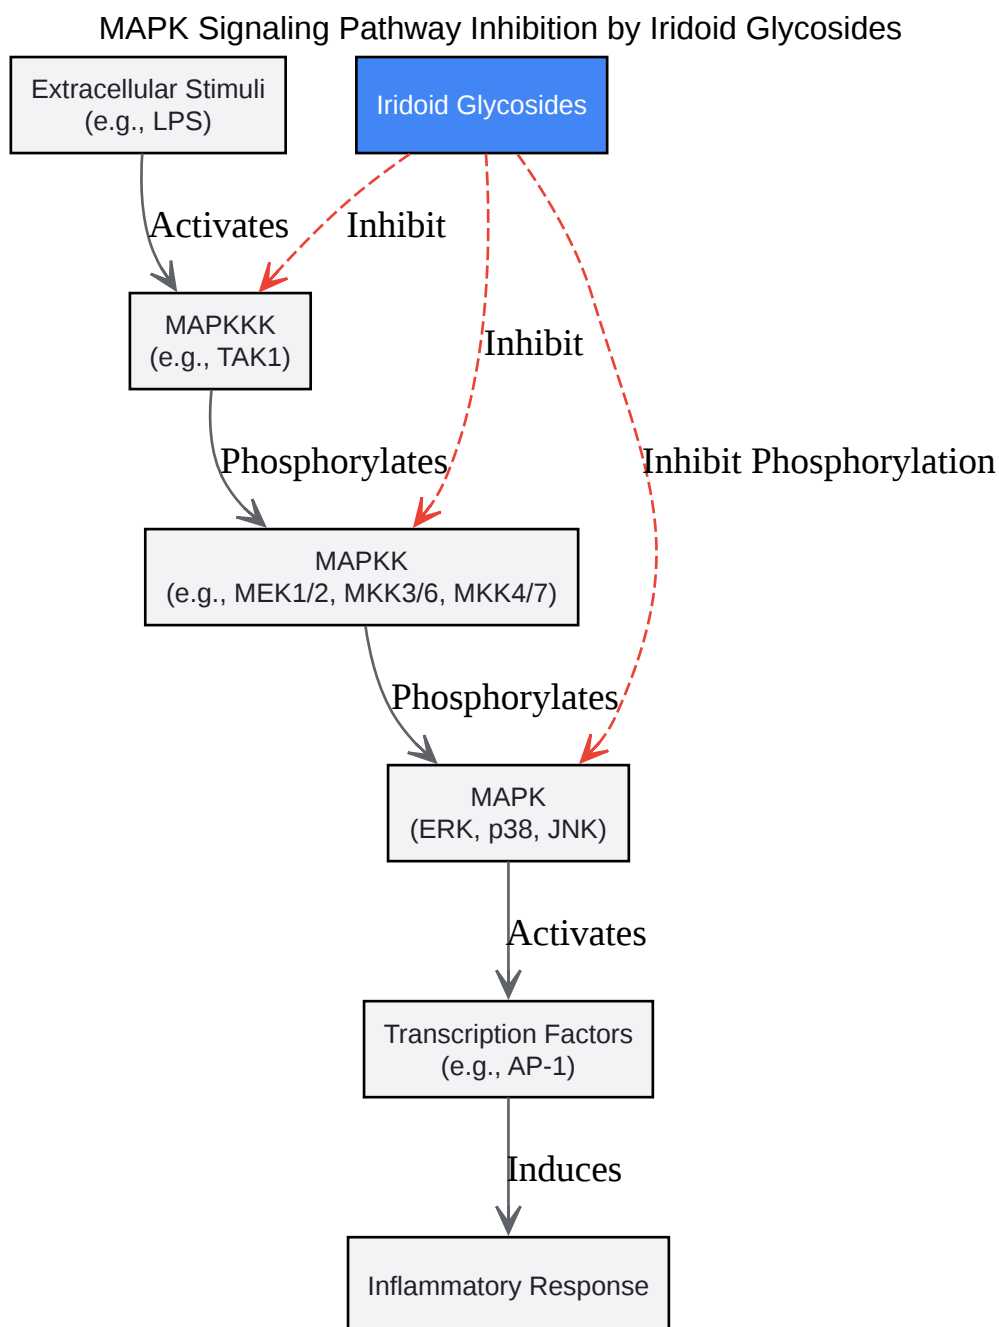 MAPK Signaling Pathway Inhibition by Iridoid Glycosides
Extracellular Stimuli
(e.g., LPS)
Iridoid Glycosides
Activates
Inhibit
MAPKKK
(e.g., TAK1)
Inhibit
Phosphorylates
Inhibit Phosphorylation
MAPKK
(e.g., MEK1/2, MKK3/6, MKK4/7)
Phosphorylates
MAPK
(ERK, p38, JNK)
Activates
Transcription Factors
(e.g., AP-1)
Induces
Inflammatory Response